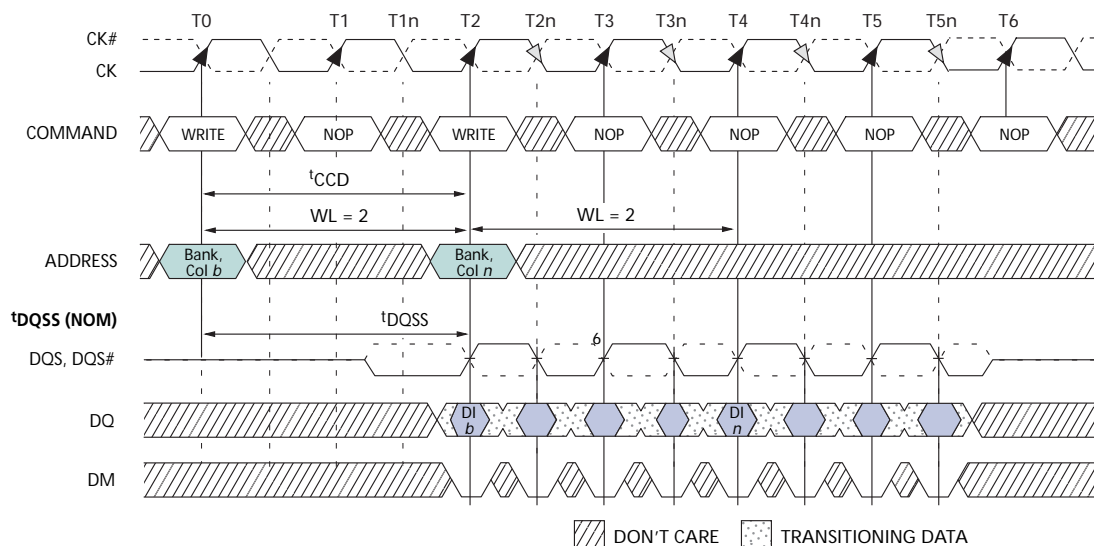 T0 T1 T1n T2 T2n T3 T3n T4 T4n T5 T5n T6
CK#
CK
COMMAND WRITE NOP WRITE NOP NOP NOP NOP
tCCD
WL = 2 WL = 2
ADDRESS Bank, Col b Bank, Col n
tDQSS (NOM) tDQSS
6
DQS, DQS#
DQ DI b DI n
DM
DON'T CARE TRANSITIONING DATA